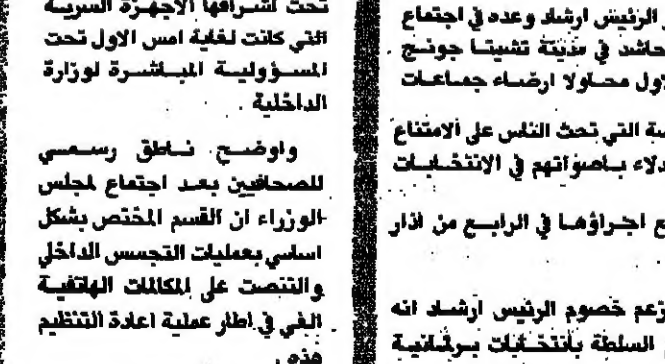 الرئيس ارشاد وعده في اجتماع
حاشد في مدينة تشيتا جونج .
اول محاولا ارضاء جماعات
التي تحث الناس على الامتناع
باصواتهم في الانتخابات
اجراؤها في الرابع من اذار
خصوم الرئيس ارشاد انه
السلطة بانتخابات برلمانية
تحت اشرافها الاجهزة السرية
التي كانت لغاية امس الاول تحت
المسؤولية المباشرة لوزارة
الداخلية .
واوضح ناطق رسمي
للصحافيين بعد اجتماع لمجلس
الوزراء ان القسم المختص بشكل
اساسي بعمليات التجسس الداخلي
والتنصت على المكالمات الهاتفية
الغي في اطار عملية اعادة التنظيم
هذه .